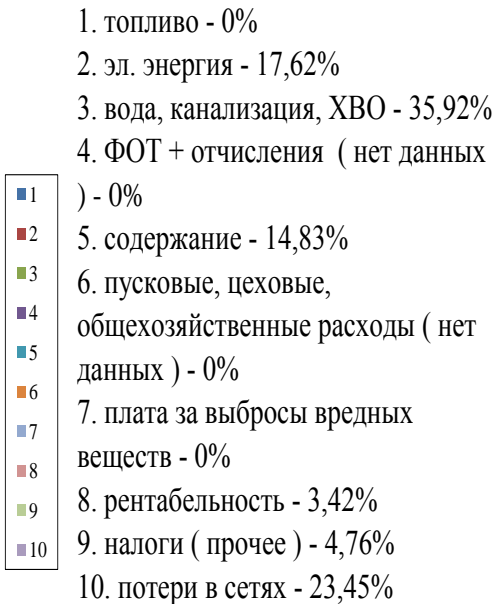 1. топливо - 0%
2. эл. энергия - 17,62%
3. вода, канализация, ХВО - 35,92%
4. ФОТ + отчисления ( нет данных
) - 0%
5. содержание - 14,83%
6. пусковые, цеховые,
общехозяйственные расходы ( нет
данных ) - 0%
7. плата за выбросы вредных
веществ - 0%
8. рентабельность - 3,42%
9. налоги ( прочее ) - 4,76%
10. потери в сетях - 23,45%
1
2
3
4
5
6
7
8
9
10